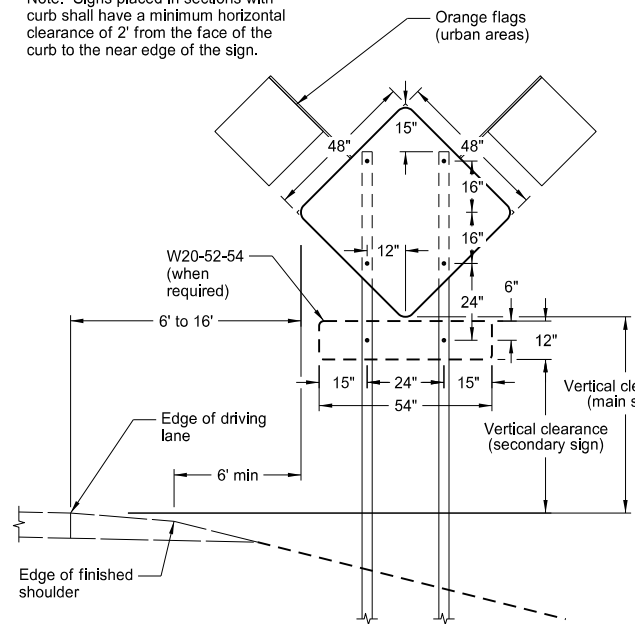 Note: Signs placed in sections with
curb shall have a minimum horizontal
clearance of 2' from the face of the
curb to the near edge of the sign.
Orange flags
(urban areas)
15"
48"
48"
16"
16"
12"
W20-52-54
(when
required)
24"
6"
6' to 16'
12"
15"
24"
15"
54"
Vertical
(main
Vertical clearance
(secondary sign)
Edge of driving
lane
6' min
Edge of finished
shoulder